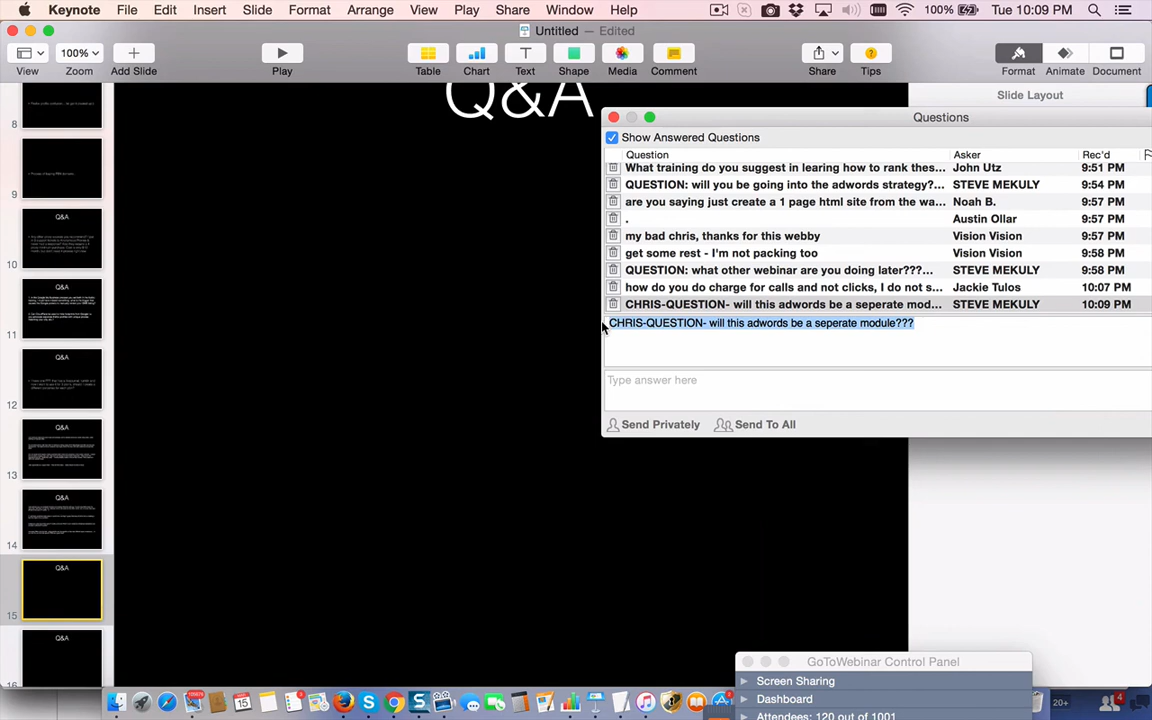 Keynote File Edit Insert Slide Format Arrange View Play Share Window Help 100% Tue 10:09 PM
Untitled — Edited
100%
View Zoom Add Slide Play Table Chart Text Shape Media Comment Share Tips Format Animate Document
Slide Layout
Q&A
Questions
Show Answered Questions
Question Asker Rec'd
What training do you suggest in learing how to rank thes... John Utz 9:51 PM
QUESTION: will you be going into the adwords strategy?... STEVE MEKULY 9:54 PM
are you saying just create a 1 page html site from the wa... Noah B. 9:57 PM
. Austin Ollar 9:57 PM
my bad chris, thanks for this webby Vision Vision 9:57 PM
get some rest - I'm not packing too Vision Vision 9:58 PM
QUESTION: what other webinar are you doing later???... STEVE MEKULY 9:58 PM
how do you do charge for calls and not clicks, I do not s... Jackie Tulos 10:07 PM
CHRIS-QUESTION- will this adwords be a seperate mod... STEVE MEKULY 10:09 PM
CHRIS-QUESTION- will this adwords be a seperate module???
Type answer here
Send Privately Send To All
8
9
Q&A
10
Q&A
11
Q&A
12
Q&A
13
Q&A
14
Q&A
15
Q&A
16
GoToWebinar Control Panel
Screen Sharing
Dashboard
Attendees: 120 out of 1001
15
20+